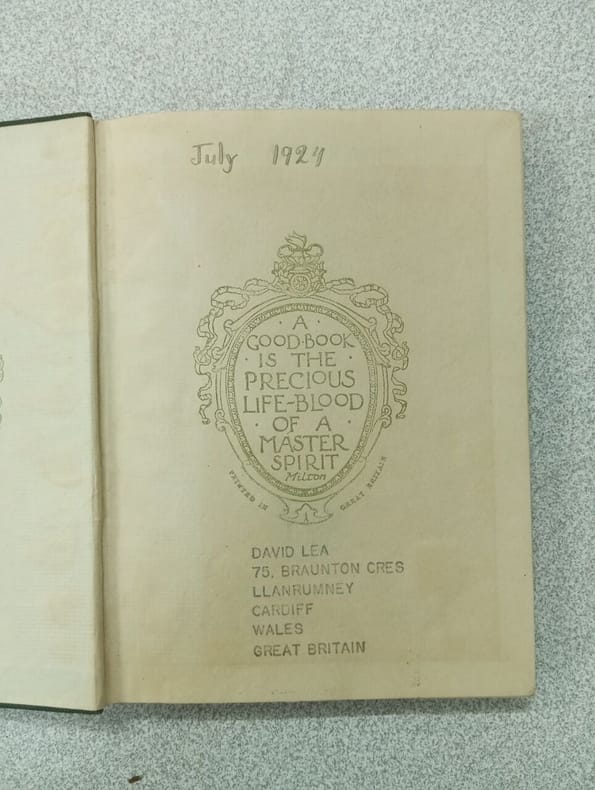 July 1924
· A ·
GOOD·BOOK
· IS THE ·
PRECIOUS
LIFE-BLOOD
· OF A ·
MASTER
SPIRIT
Milton
PRINTED IN GREAT BRITAIN
DAVID LEA
75, BRAUNTON CRES
LLANRUMNEY
CARDIFF
WALES
GREAT BRITAIN